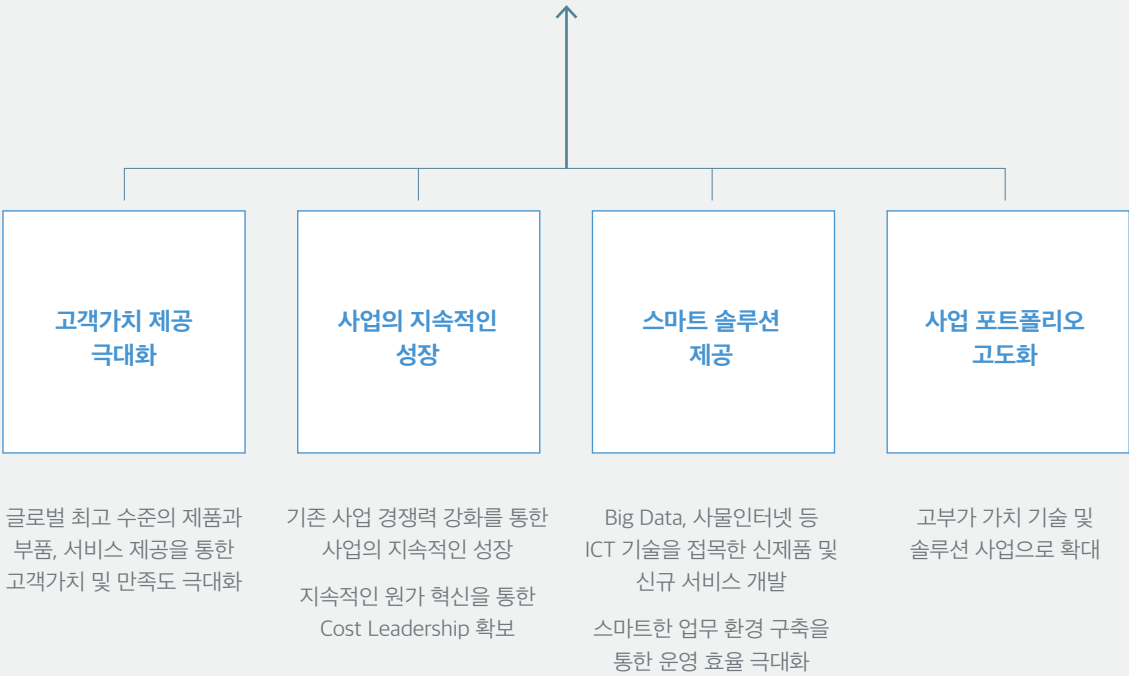 고객가치 제공
극대화
사업의 지속적인
성장
스마트 솔루션
제공
사업 포트폴리오
고도화
글로벌 최고 수준의 제품과
부품, 서비스 제공을 통한
고객가치 및 만족도 극대화
기존 사업 경쟁력 강화를 통한
사업의 지속적인 성장
지속적인 원가 혁신을 통한
Cost Leadership 확보
Big Data, 사물인터넷 등
ICT 기술을 접목한 신제품 및
신규 서비스 개발
스마트한 업무 환경 구축을
통한 운영 효율 극대화
고부가 가치 기술 및
솔루션 사업으로 확대